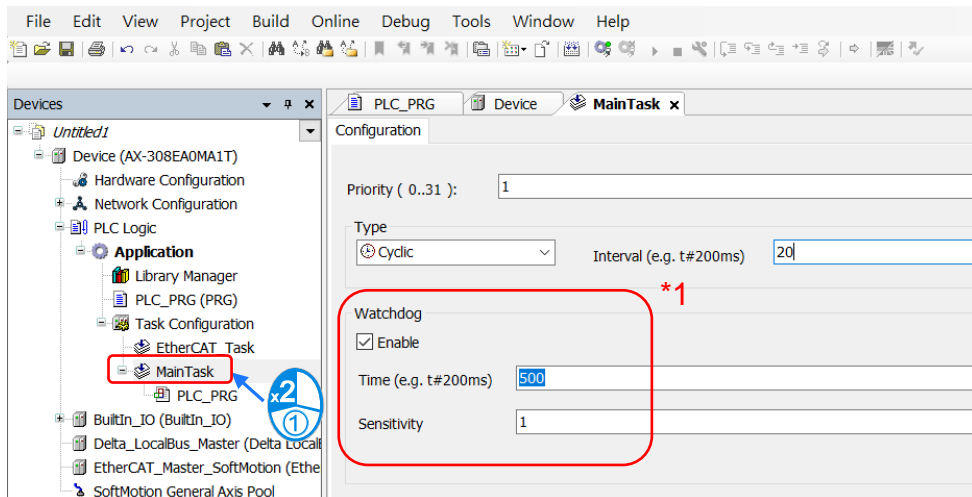 File Edit View Project Build Online Debug Tools Window Help
Devices
PLC_PRG Device MainTask
Untitled1
Configuration
Device (AX-308EA0MA1T)
Hardware Configuration
Priority ( 0..31 ): 1
Network Configuration
PLC Logic
Type
Application
Cyclic Interval (e.g. t#200ms) 20
Library Manager
*1
PLC_PRG (PRG)
Watchdog
Task Configuration
Enable
EtherCAT_Task
MainTask
Time (e.g. t#200ms) 500
x2
PLC_PRG
1
BuiltIn_IO (BuiltIn_IO)
Sensitivity 1
Delta_LocalBus_Master (Delta LocalB
EtherCAT_Master_SoftMotion (Ethe
SoftMotion General Axis Pool